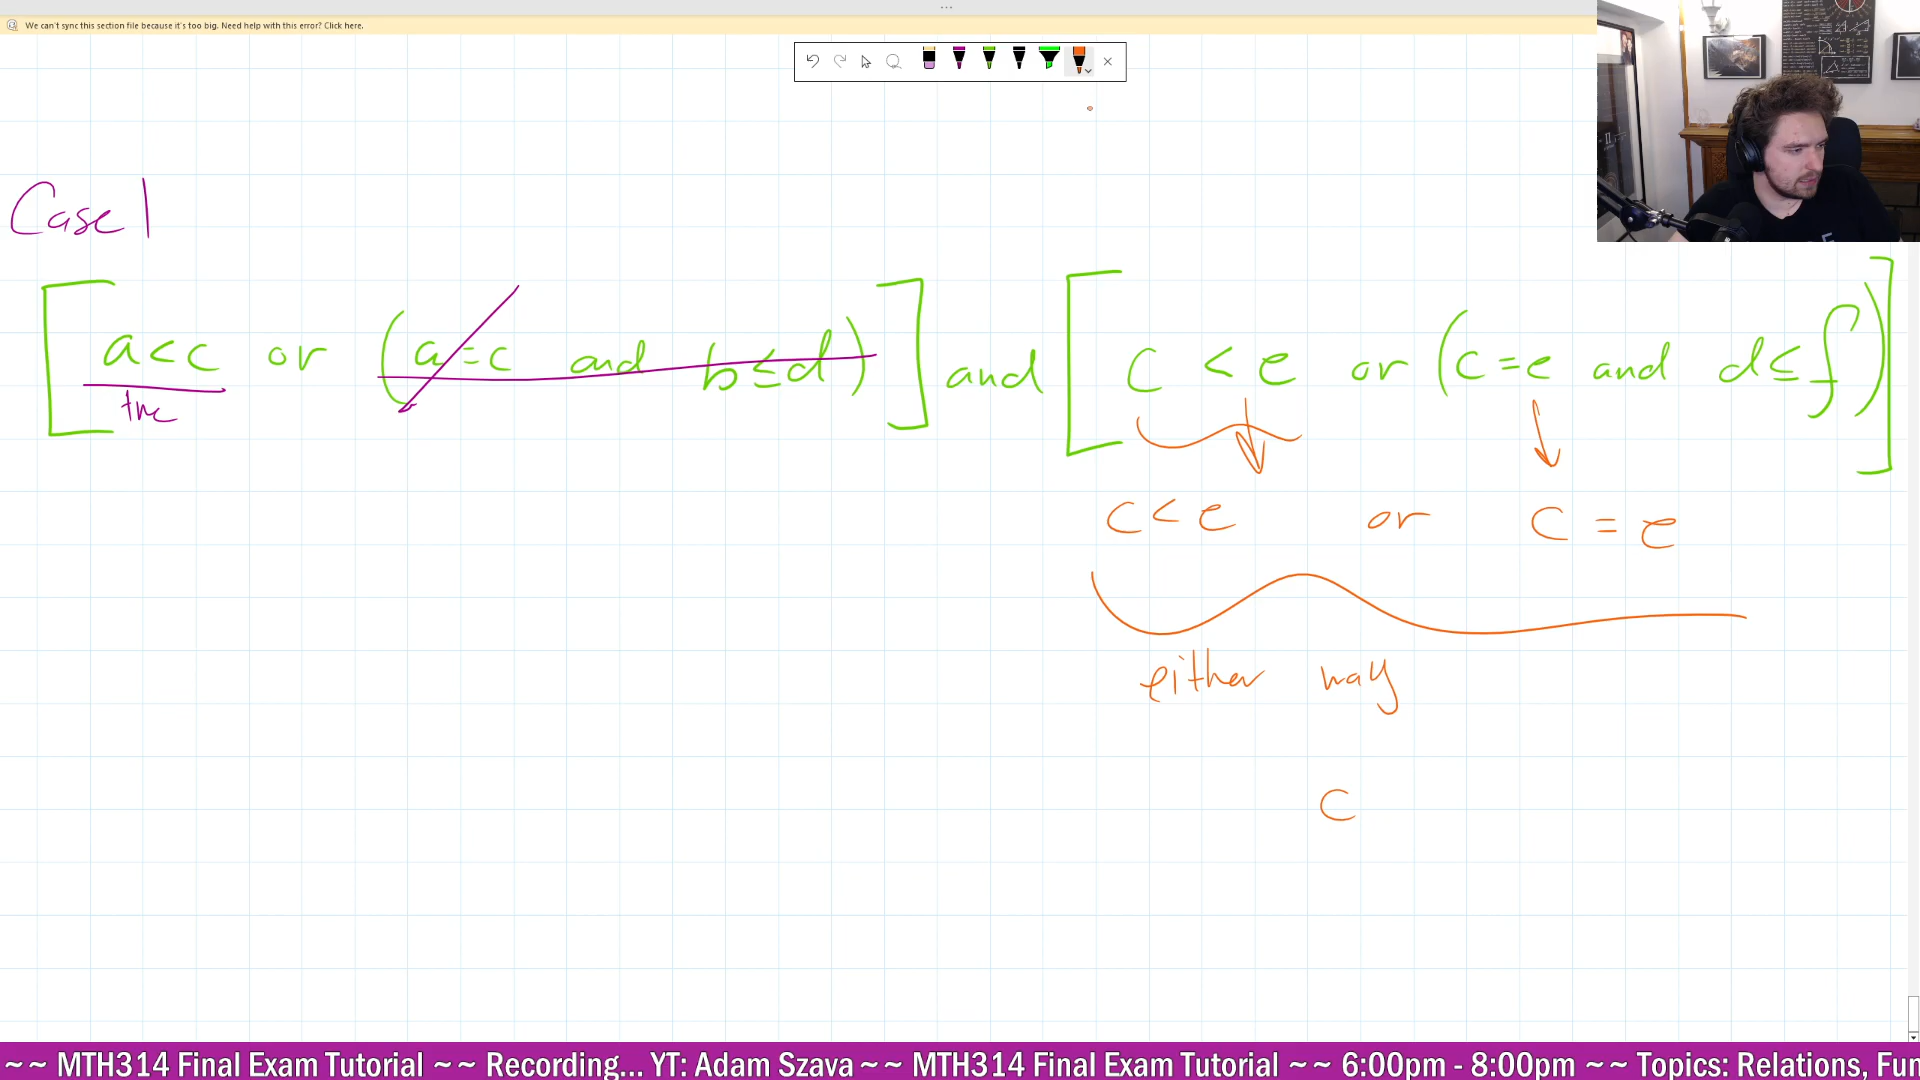 We can't sync this section file because it's too big. Need help with this error? Click here.
Case 1
[a<c or (a=c and b≤d)] and [c<e or (c=e and d≤f)]
true
c<e or c=e
either way
c
~~ MTH314 Final Exam Tutorial ~~ Recording... YT: Adam Szava ~~ MTH314 Final Exam Tutorial ~~ 6:00pm - 8:00pm ~~ Topics: Relations, Fun